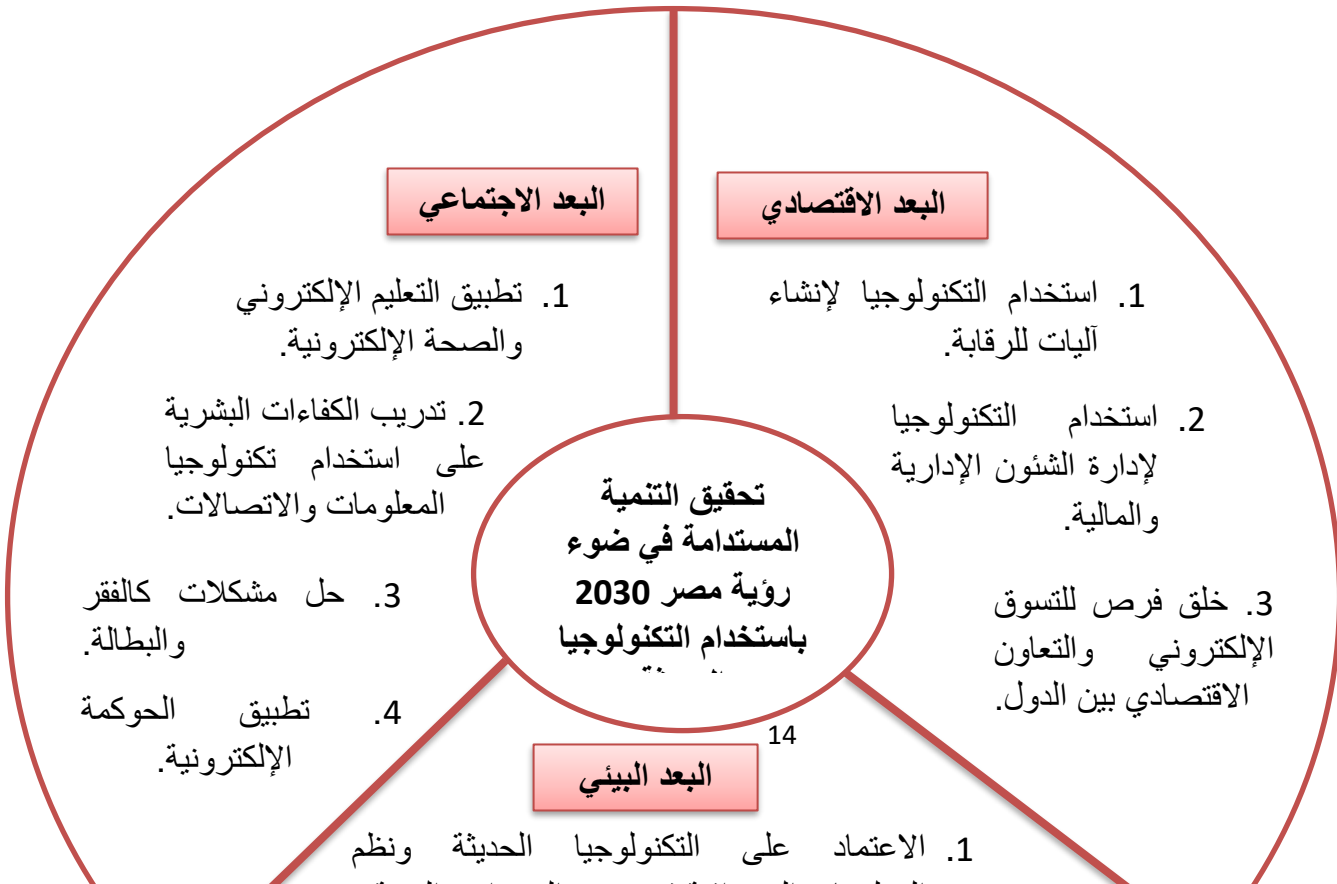 البعد الاقتصادي
1. استخدام التكنولوجيا لإنشاء
آليات للرقابة.
2. استخدام التكنولوجيا
لإدارة الشئون الإدارية
والمالية.
3. خلق فرص للتسوق
الإلكتروني والتعاون
الاقتصادي بين الدول.
البعد الاجتماعي
1. تطبيق التعليم الإلكتروني
والصحة الإلكترونية.
2. تدريب الكفاءات البشرية
على استخدام تكنولوجيا
المعلومات والاتصالات.
3. حل مشكلات كالفقر
والبطالة.
4. تطبيق الحوكمة
الإلكترونية.
تحقيق التنمية
المستدامة في ضوء
رؤية مصر 2030
باستخدام التكنولوجيا
14
البعد البيئي
1. الاعتماد على التكنولوجيا الحديثة ونظم